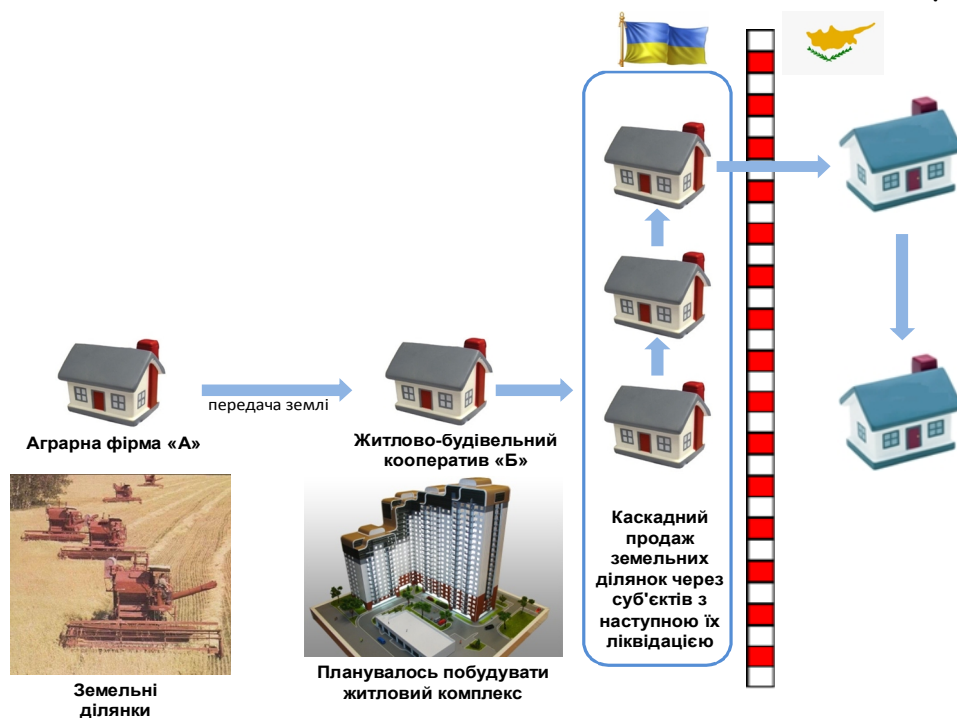 передача землі
Аграрна фірма «А»
Житлово-будівельний
кооператив «Б»
Каскадний
продаж
земельних
ділянок через
суб'єктів з
наступною їх
ліквідацією
Планувалось побудувати
житловий комплекс
Земельні
ділянки